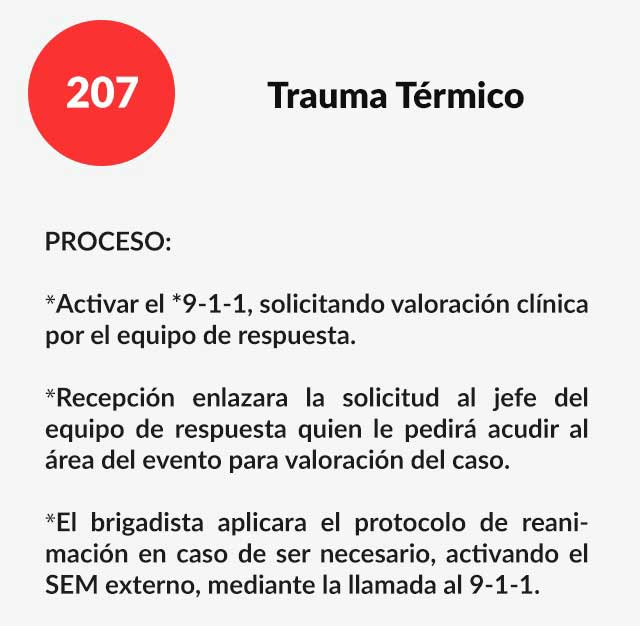 207
Trauma Térmico
PROCESO:
*Activar el *9-1-1, solicitando valoración clínica
por el equipo de respuesta.
*Recepción enlazara la solicitud al jefe del
equipo de respuesta quien le pedirá acudir al
área del evento para valoración del caso.
*El brigadista aplicara el protocolo de reani-
mación en caso de ser necesario, activando el
SEM externo, mediante la llamada al 9-1-1.